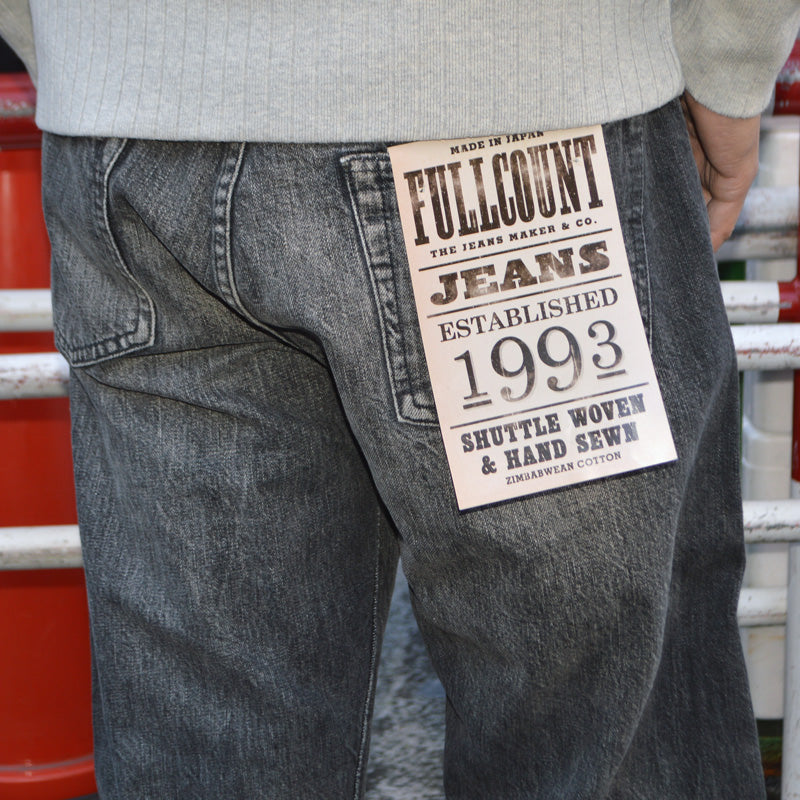 MADE IN JAPAN
FULLCOUNT
THE JEANS MAKER & CO.
JEANS
ESTABLISHED
1993
SHUTTLE WOVEN
& HAND SEWN
ZIMBABWEAN COTTON